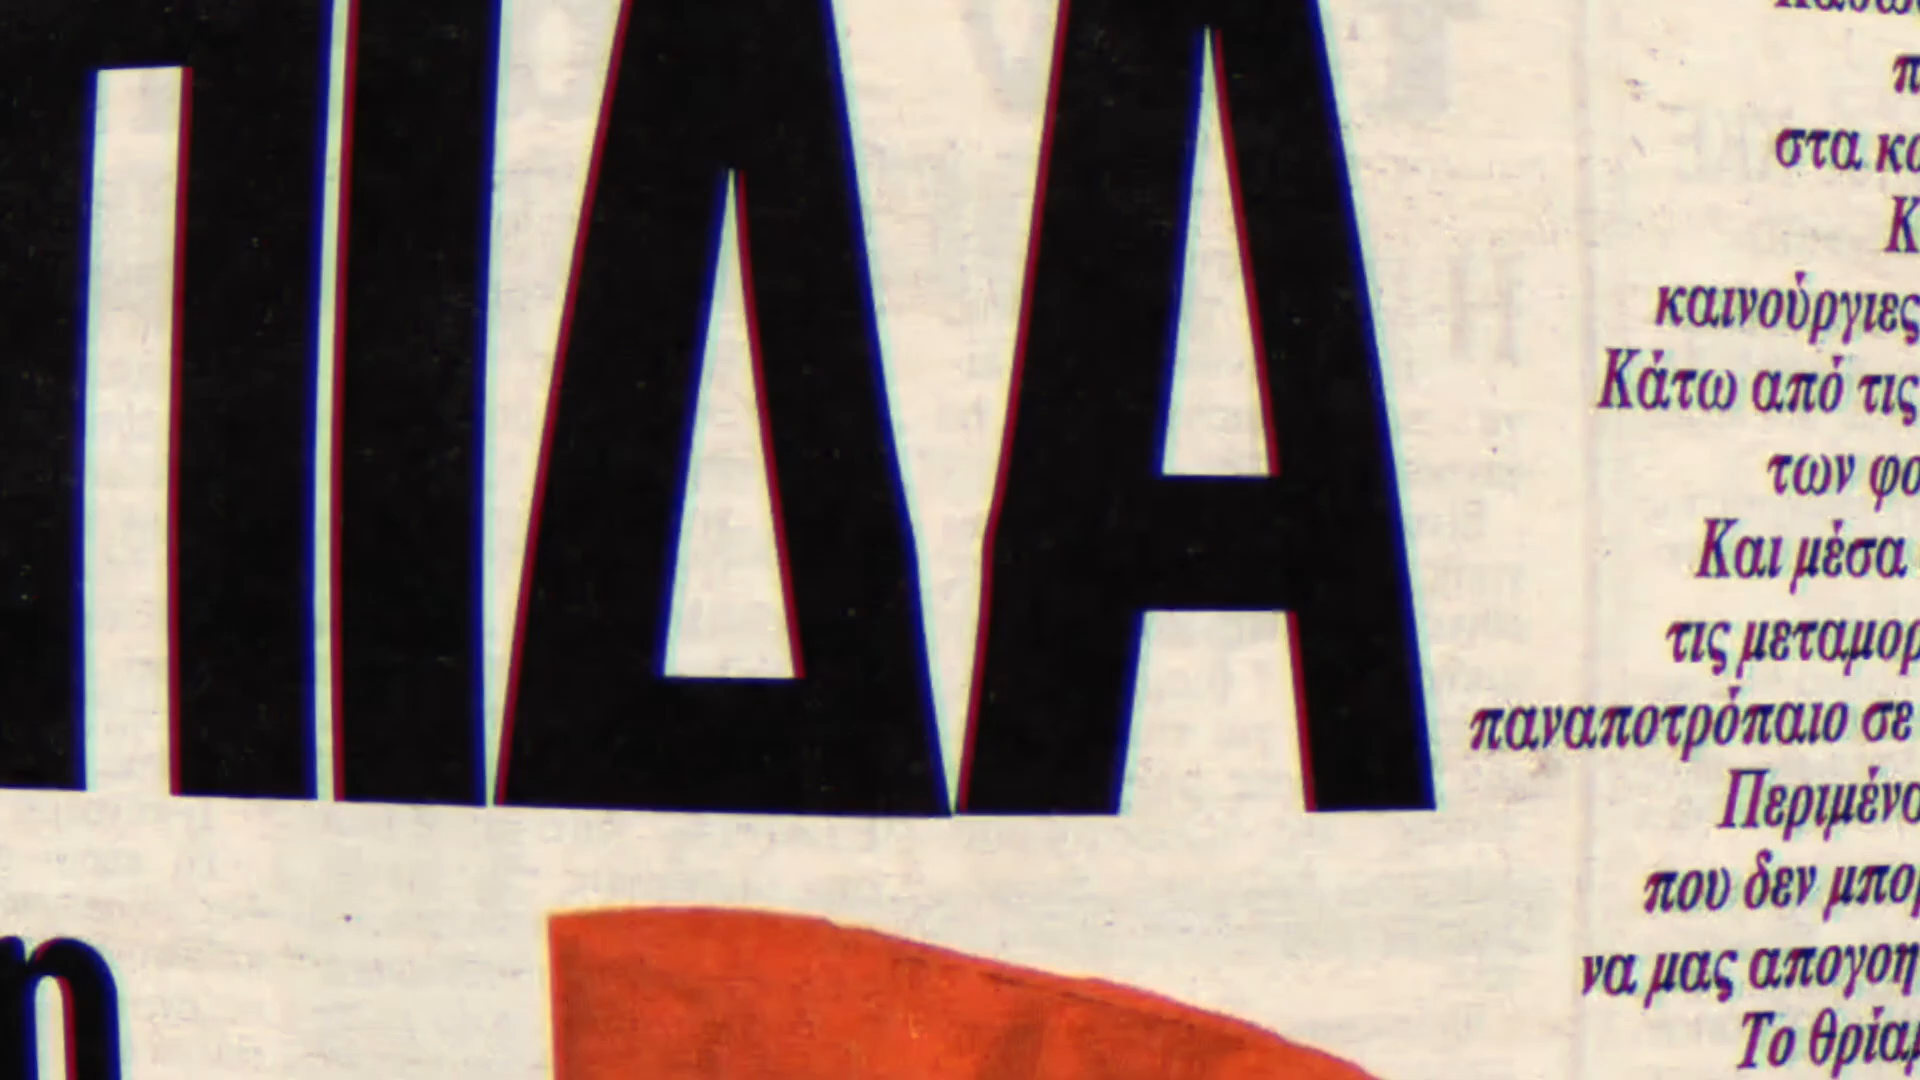 ΠΙΔΑ
π
στα κα
Κ
καινούργιες
Κάτω από τις
των φο
Και μέσα
τις μεταμορ
παναποτρόπαιο σε
Περιμένο
που δεν μπορ
να μας απογοη
Το θρίαμ
η